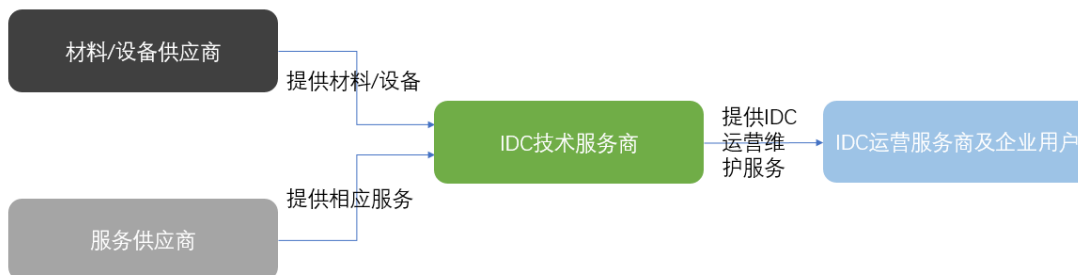 材料/设备供应商
提供材料/设备
IDC技术服务商
提供IDC
运营维
护服务
IDC运营服务商及企业用户
提供相应服务
服务供应商